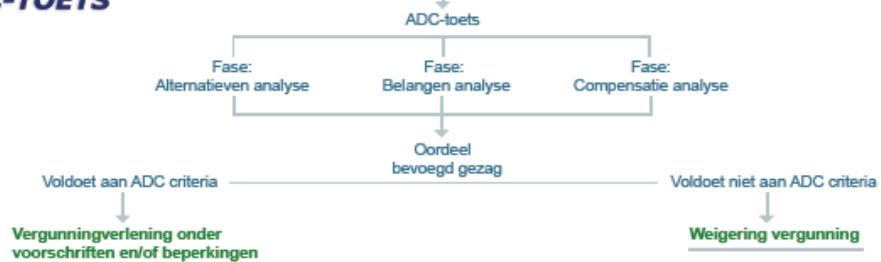 -TOETS
ADC-toets
Fase:
Alternatieven analyse
Fase:
Belangen analyse
Fase:
Compensatie analyse
Oordeel
bevoegd gezag
Voldoet aan ADC criteria
Voldoet niet aan ADC criteria
Vergunningverlening onder
voorschriften en/of beperkingen
Weigering vergunning